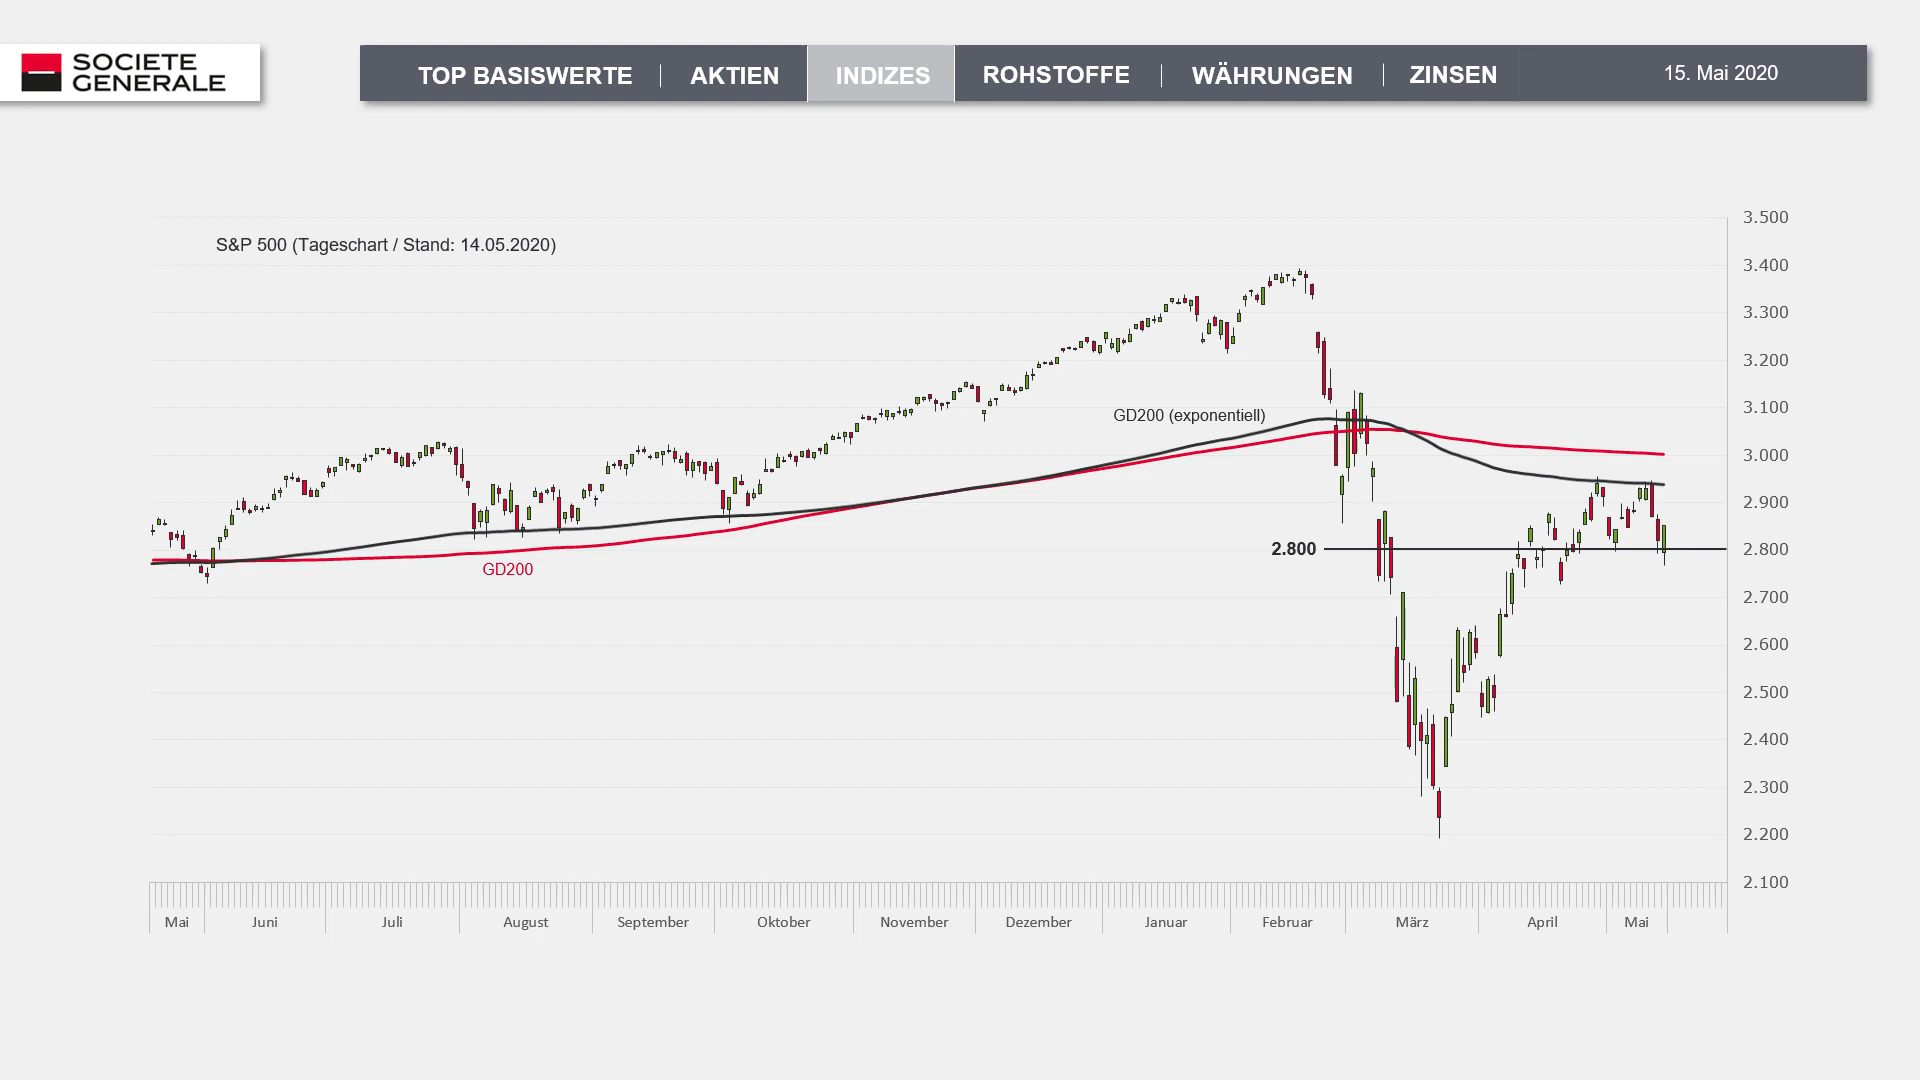 SOCIETE
GENERALE
TOP BASISWERTE
AKTIEN
INDIZES
ROHSTOFFE
WÄHRUNGEN
ZINSEN
15. Mai 2020
S&P 500 (Tageschart / Stand: 14.05.2020)
3.500
3.400
3.300
3.200
3.100
3.000
2.900
2.800
2.700
2.600
2.500
2.400
2.300
2.200
2.100
GD200 (exponentiell)
2.800
GD200
Mai
Juni
Juli
August
September
Oktober
November
Dezember
Januar
Februar
März
April
Mai